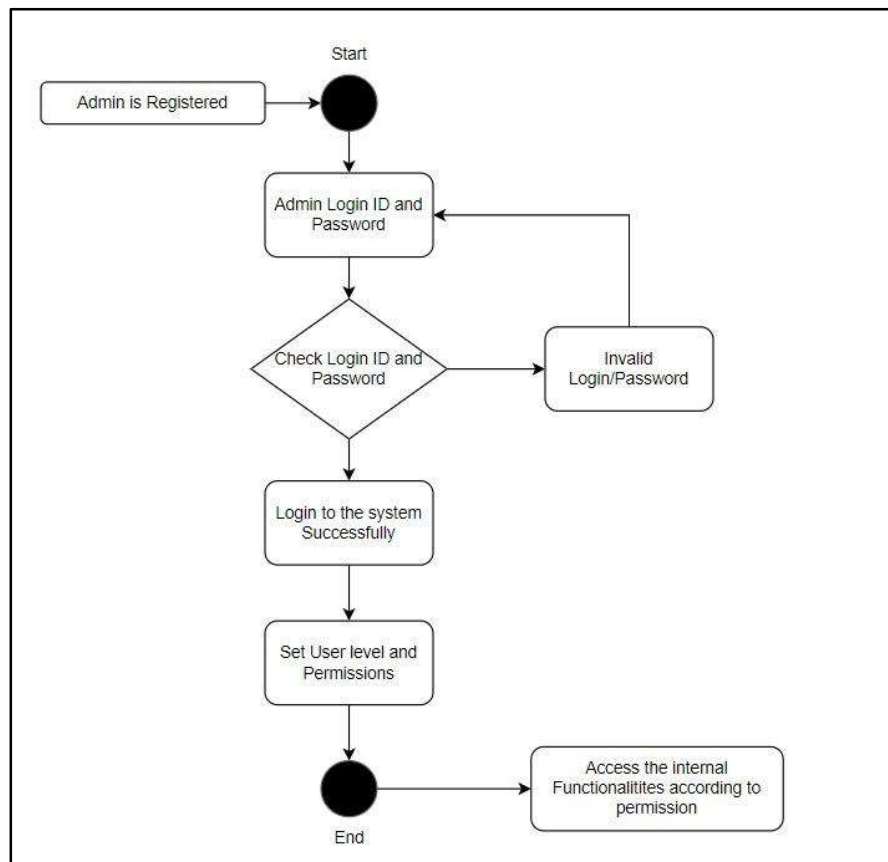 Start
Admin is Registered
Admin Login ID and
Password
Check Login ID and
Password
Invalid
Login/Password
Login to the system
Successfully
Set User level and
Permissions
Access the internal
Functionalitites according to
permission
End